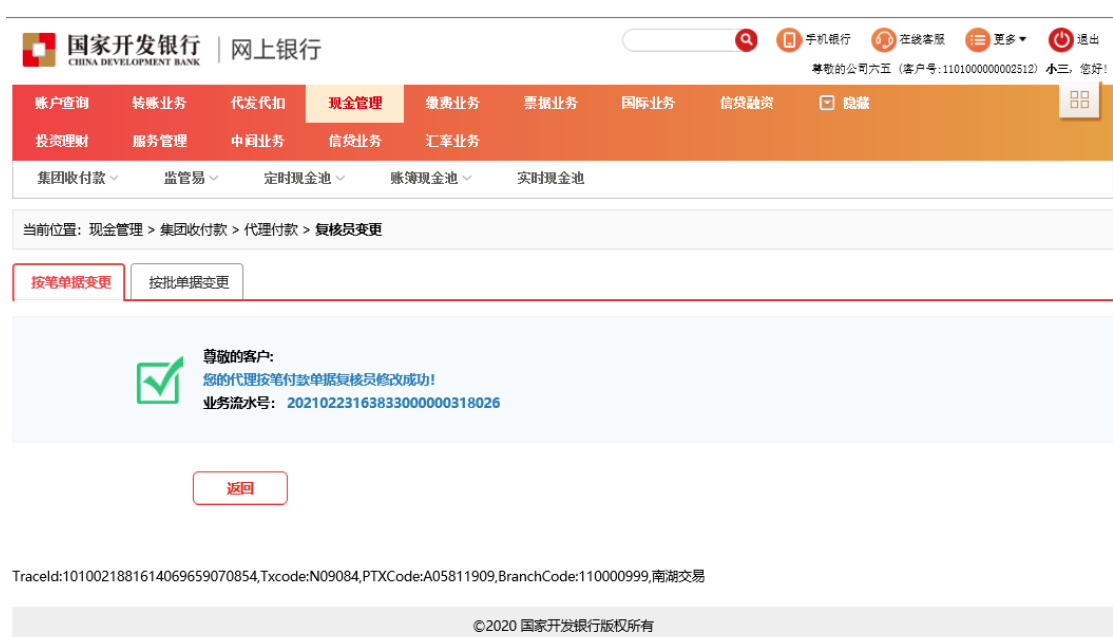 国家开发银行 网上银行 手机银行 在线客服 更多 退出
CHINA DEVELOPMENT BANK
尊敬的公司六五（客户号:1101000000002512）小三，您好!
账户查询 转账业务 代发代扣 现金管理 缴费业务 票据业务 国际业务 信贷融资 隐藏
投资理财 服务管理 中间业务 信贷业务 汇率业务
集团收付款 监管易 定时现金池 账簿现金池 实时现金池
当前位置：现金管理 > 集团收付款 > 代理付款 > 复核员变更
按笔单据变更 按批单据变更
尊敬的客户:
您的代理按笔付款单据复核员修改成功!
业务流水号： 20210223163833000000318026
返回
TraceId:1010021881614069659070854,Txcode:N09084,PTXCode:A05811909,BranchCode:110000999,南湖交易
©2020 国家开发银行版权所有